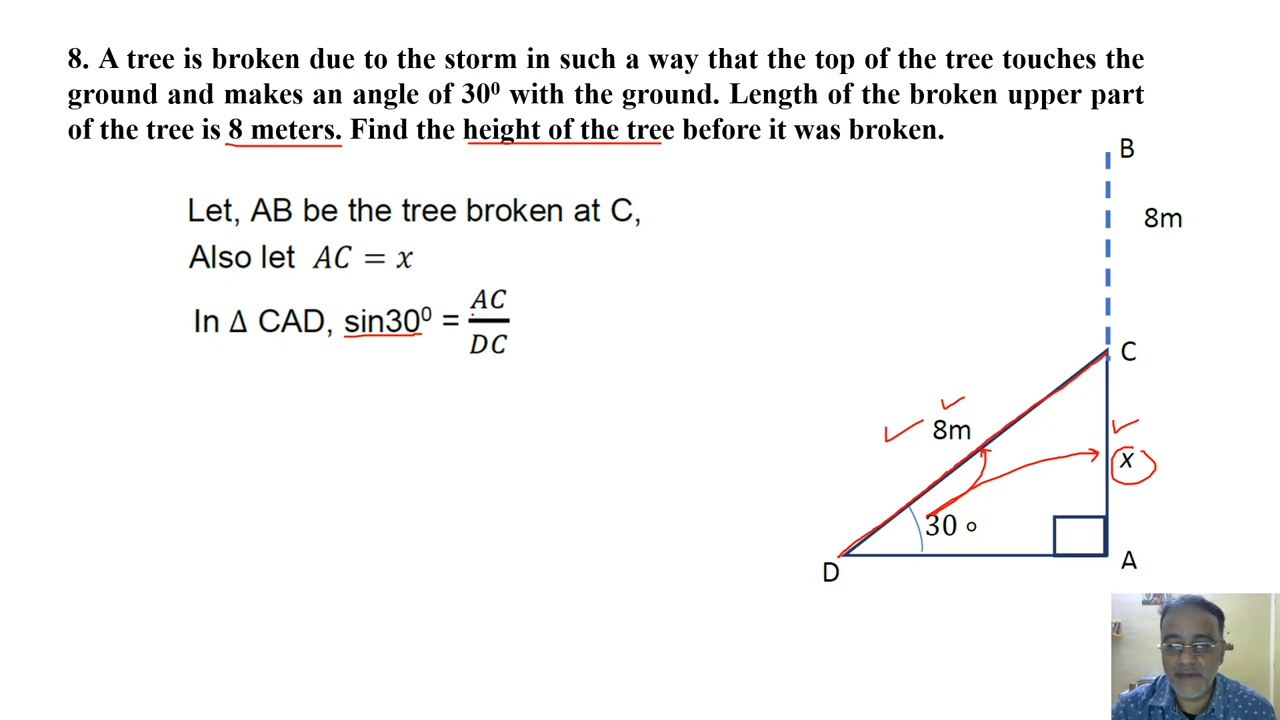 8. A tree is broken due to the storm in such a way that the top of the tree touches the
ground and makes an angle of 30⁰ with the ground. Length of the broken upper part
of the tree is 8 meters. Find the height of the tree before it was broken.
B
8m
Let, AB be the tree broken at C,
Also let AC = x
In Δ CAD, sin30⁰ = AC/DC
C
8m
x
30 ∘
A
D